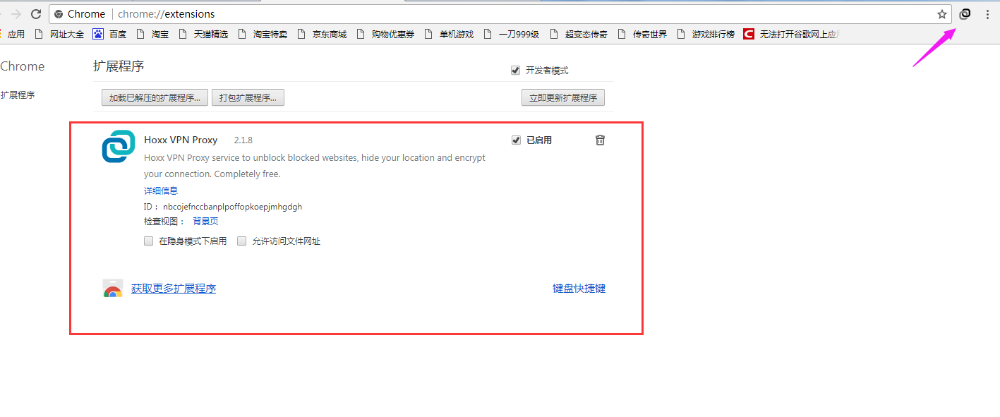 Chrome chrome://extensions
应用 网址大全 百度 淘宝 天猫精选 淘宝特卖 京东商城 购物优惠券 单机游戏 一刀999级 超变态传奇 传奇世界 游戏排行榜 无法打开谷歌网上应
Chrome 扩展程序 开发者模式
扩展程序
加载已解压的扩展程序... 打包扩展程序... 立即更新扩展程序
Hoxx VPN Proxy 2.1.8 已启用
Hoxx VPN Proxy service to unblock blocked websites, hide your location and encrypt
your connection. Completely free.
详细信息
ID： nbcojefnccbanplpoffopkoepjmhgdgh
检查视图： 背景页
在隐身模式下启用 允许访问文件网址
获取更多扩展程序 键盘快捷键